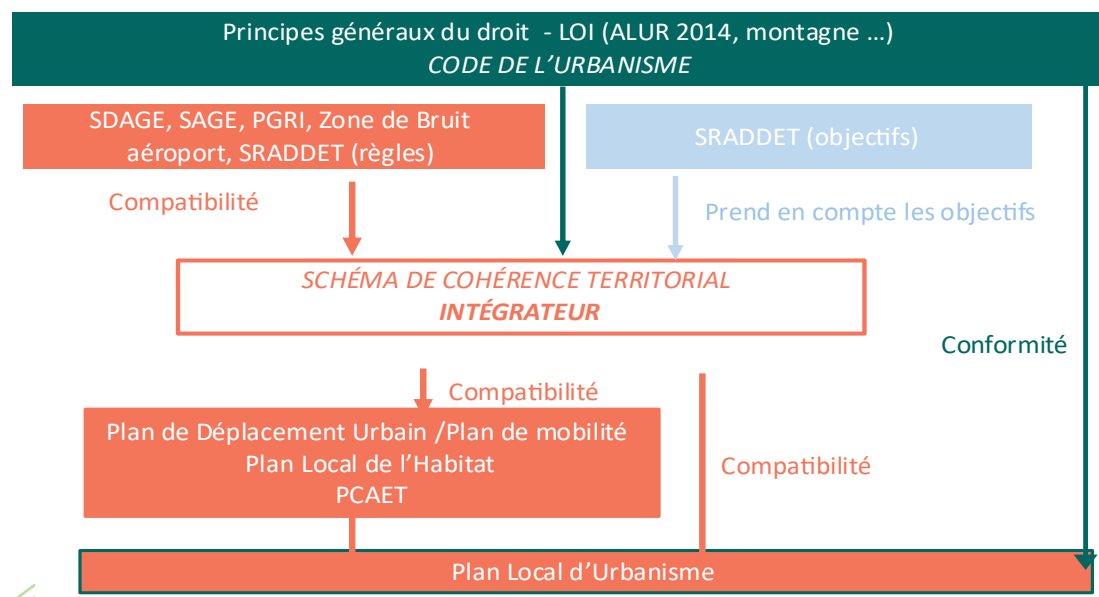 Principes généraux du droit - LOI (ALUR 2014, montagne ...)
CODE DE L'URBANISME
SDAGE, SAGE, PGRI, Zone de Bruit
aéroport, SRADDET (règles)
SRADDET (objectifs)
Compatibilité
Prend en compte les objectifs
SCHÉMA DE COHÉRENCE TERRITORIAL
INTÉGRATEUR
Conformité
Compatibilité
Plan de Déplacement Urbain /Plan de mobilité
Plan Local de l'Habitat
PCAET
Compatibilité
Plan Local d'Urbanisme